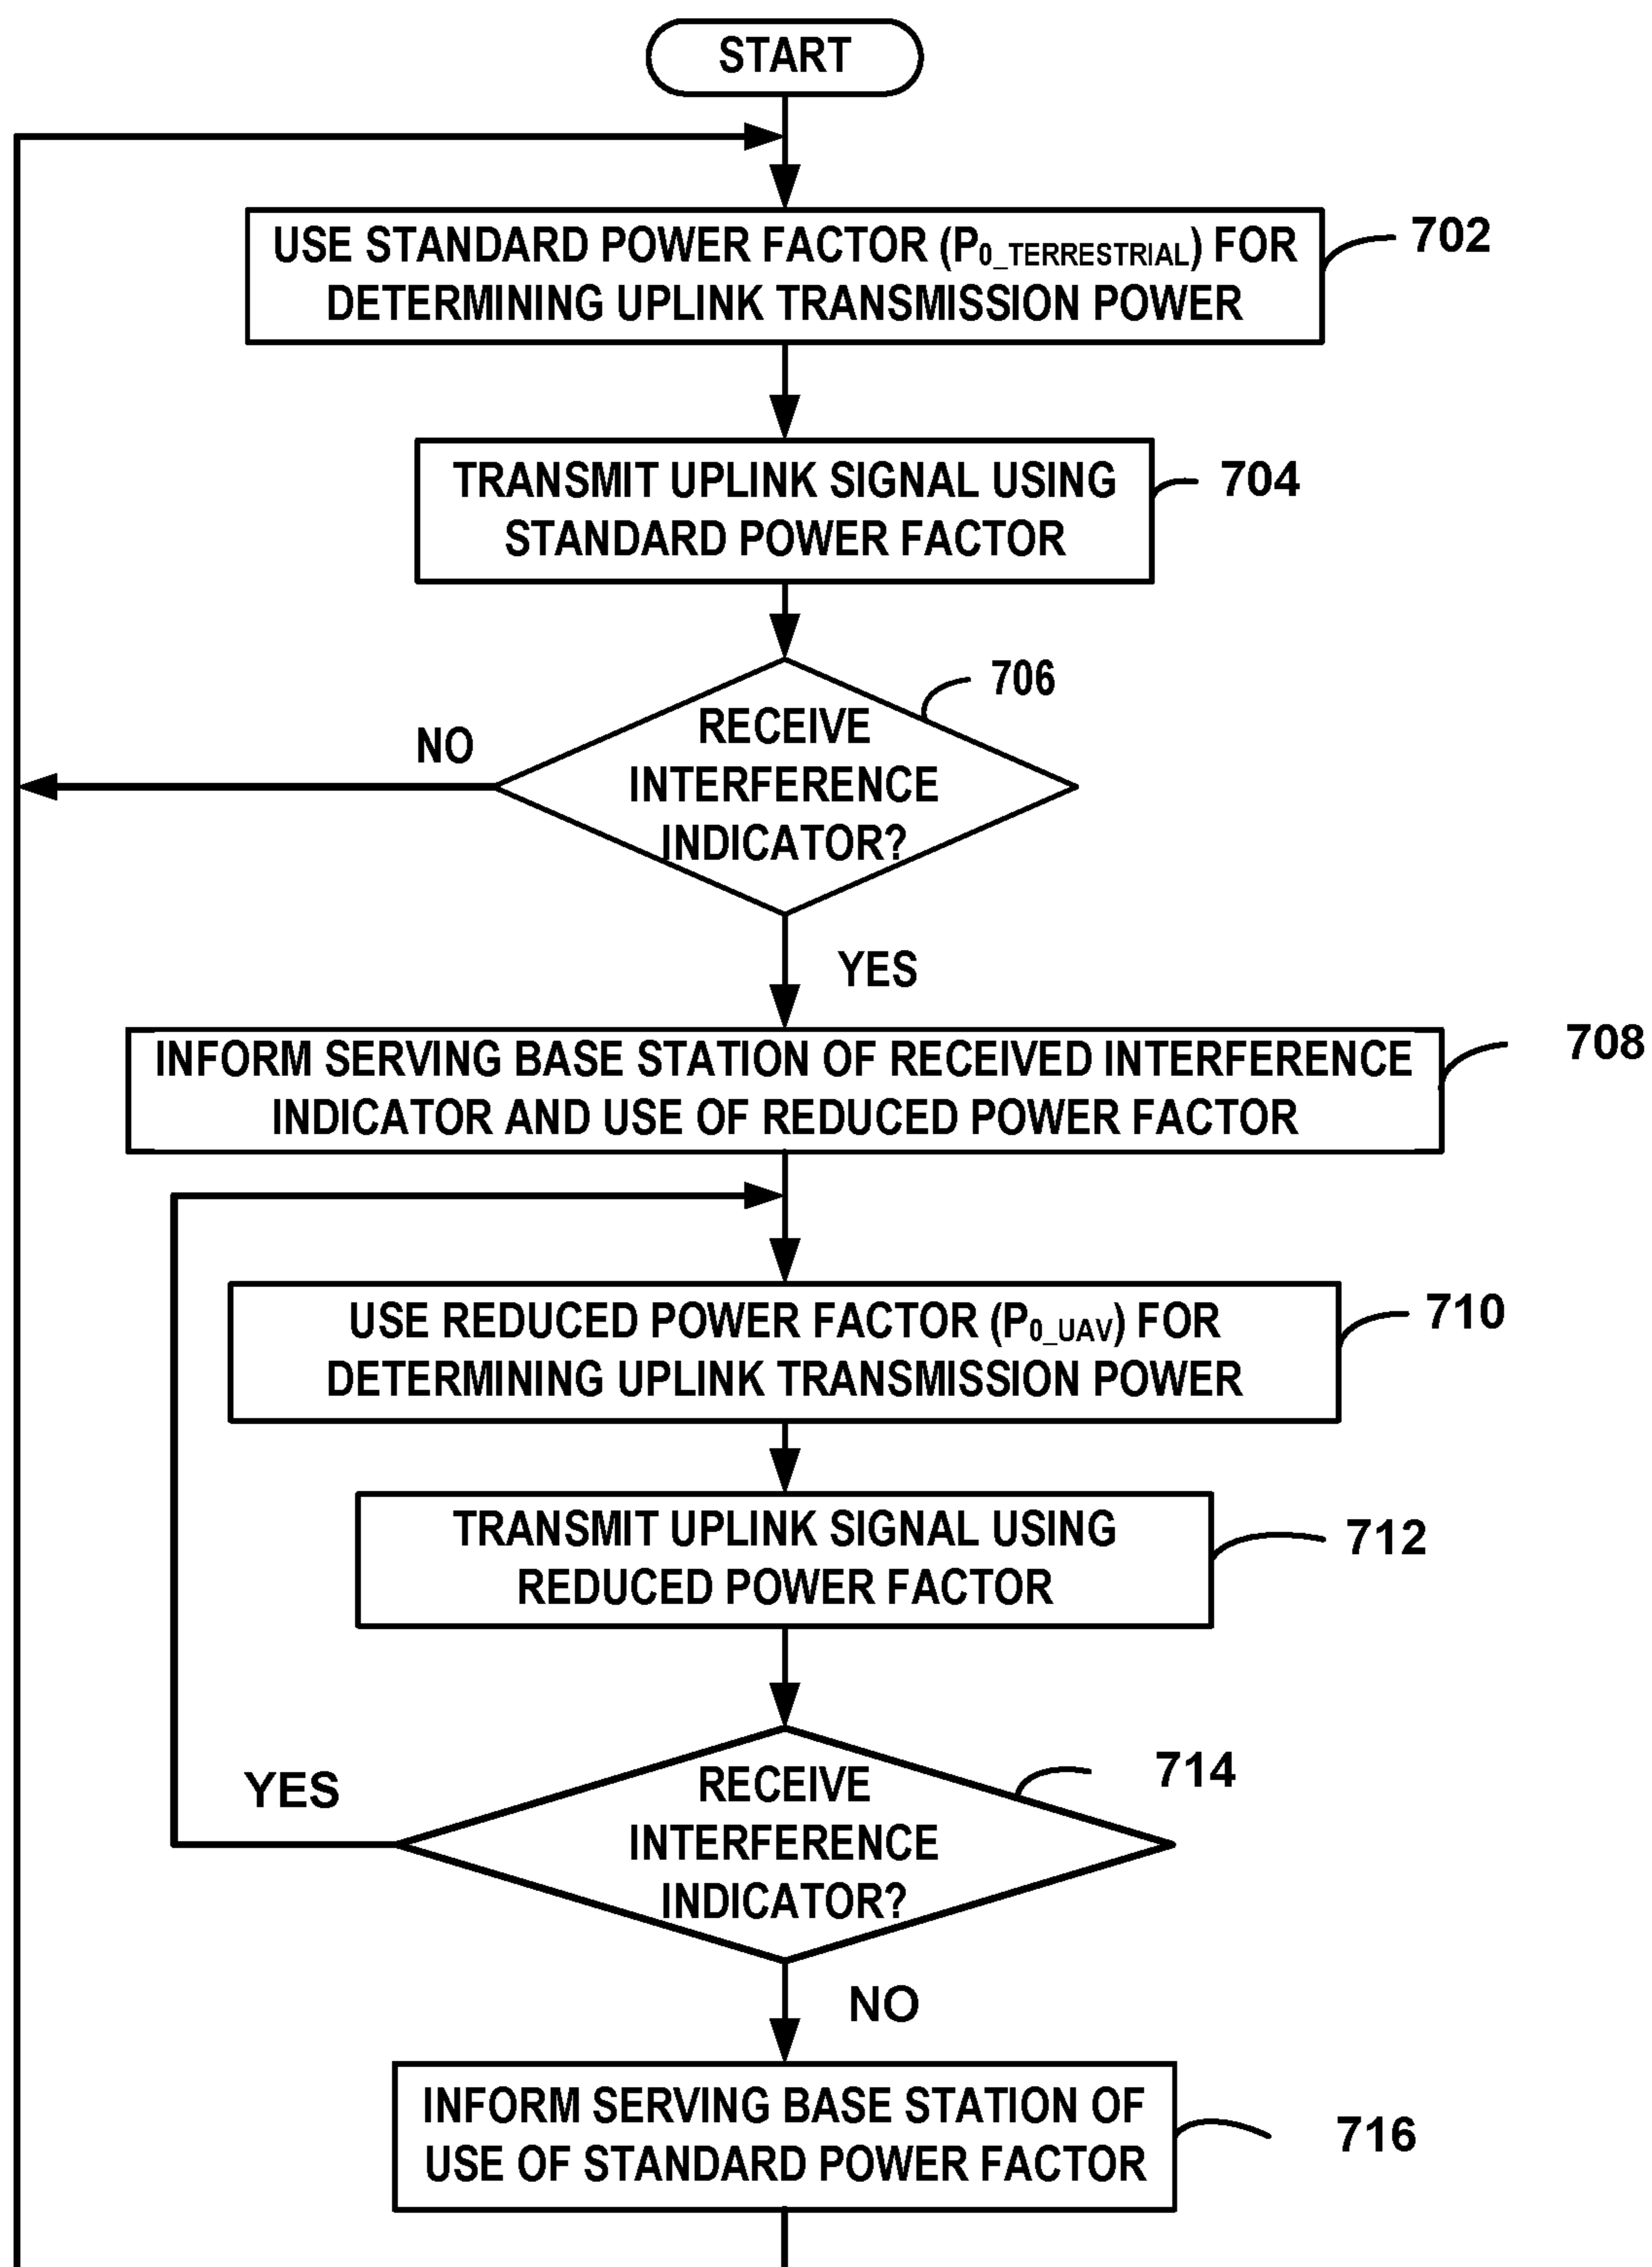 START
USE STANDARD POWER FACTOR (P0_TERRESTRIAL) FOR
DETERMINING UPLINK TRANSMISSION POWER
702
TRANSMIT UPLINK SIGNAL USING
STANDARD POWER FACTOR
704
706
RECEIVE
INTERFERENCE
INDICATOR?
NO
YES
INFORM SERVING BASE STATION OF RECEIVED INTERFERENCE
INDICATOR AND USE OF REDUCED POWER FACTOR
708
USE REDUCED POWER FACTOR (P0_UAV) FOR
DETERMINING UPLINK TRANSMISSION POWER
710
TRANSMIT UPLINK SIGNAL USING
REDUCED POWER FACTOR
712
RECEIVE
INTERFERENCE
INDICATOR?
714
YES
NO
INFORM SERVING BASE STATION OF
USE OF STANDARD POWER FACTOR
716